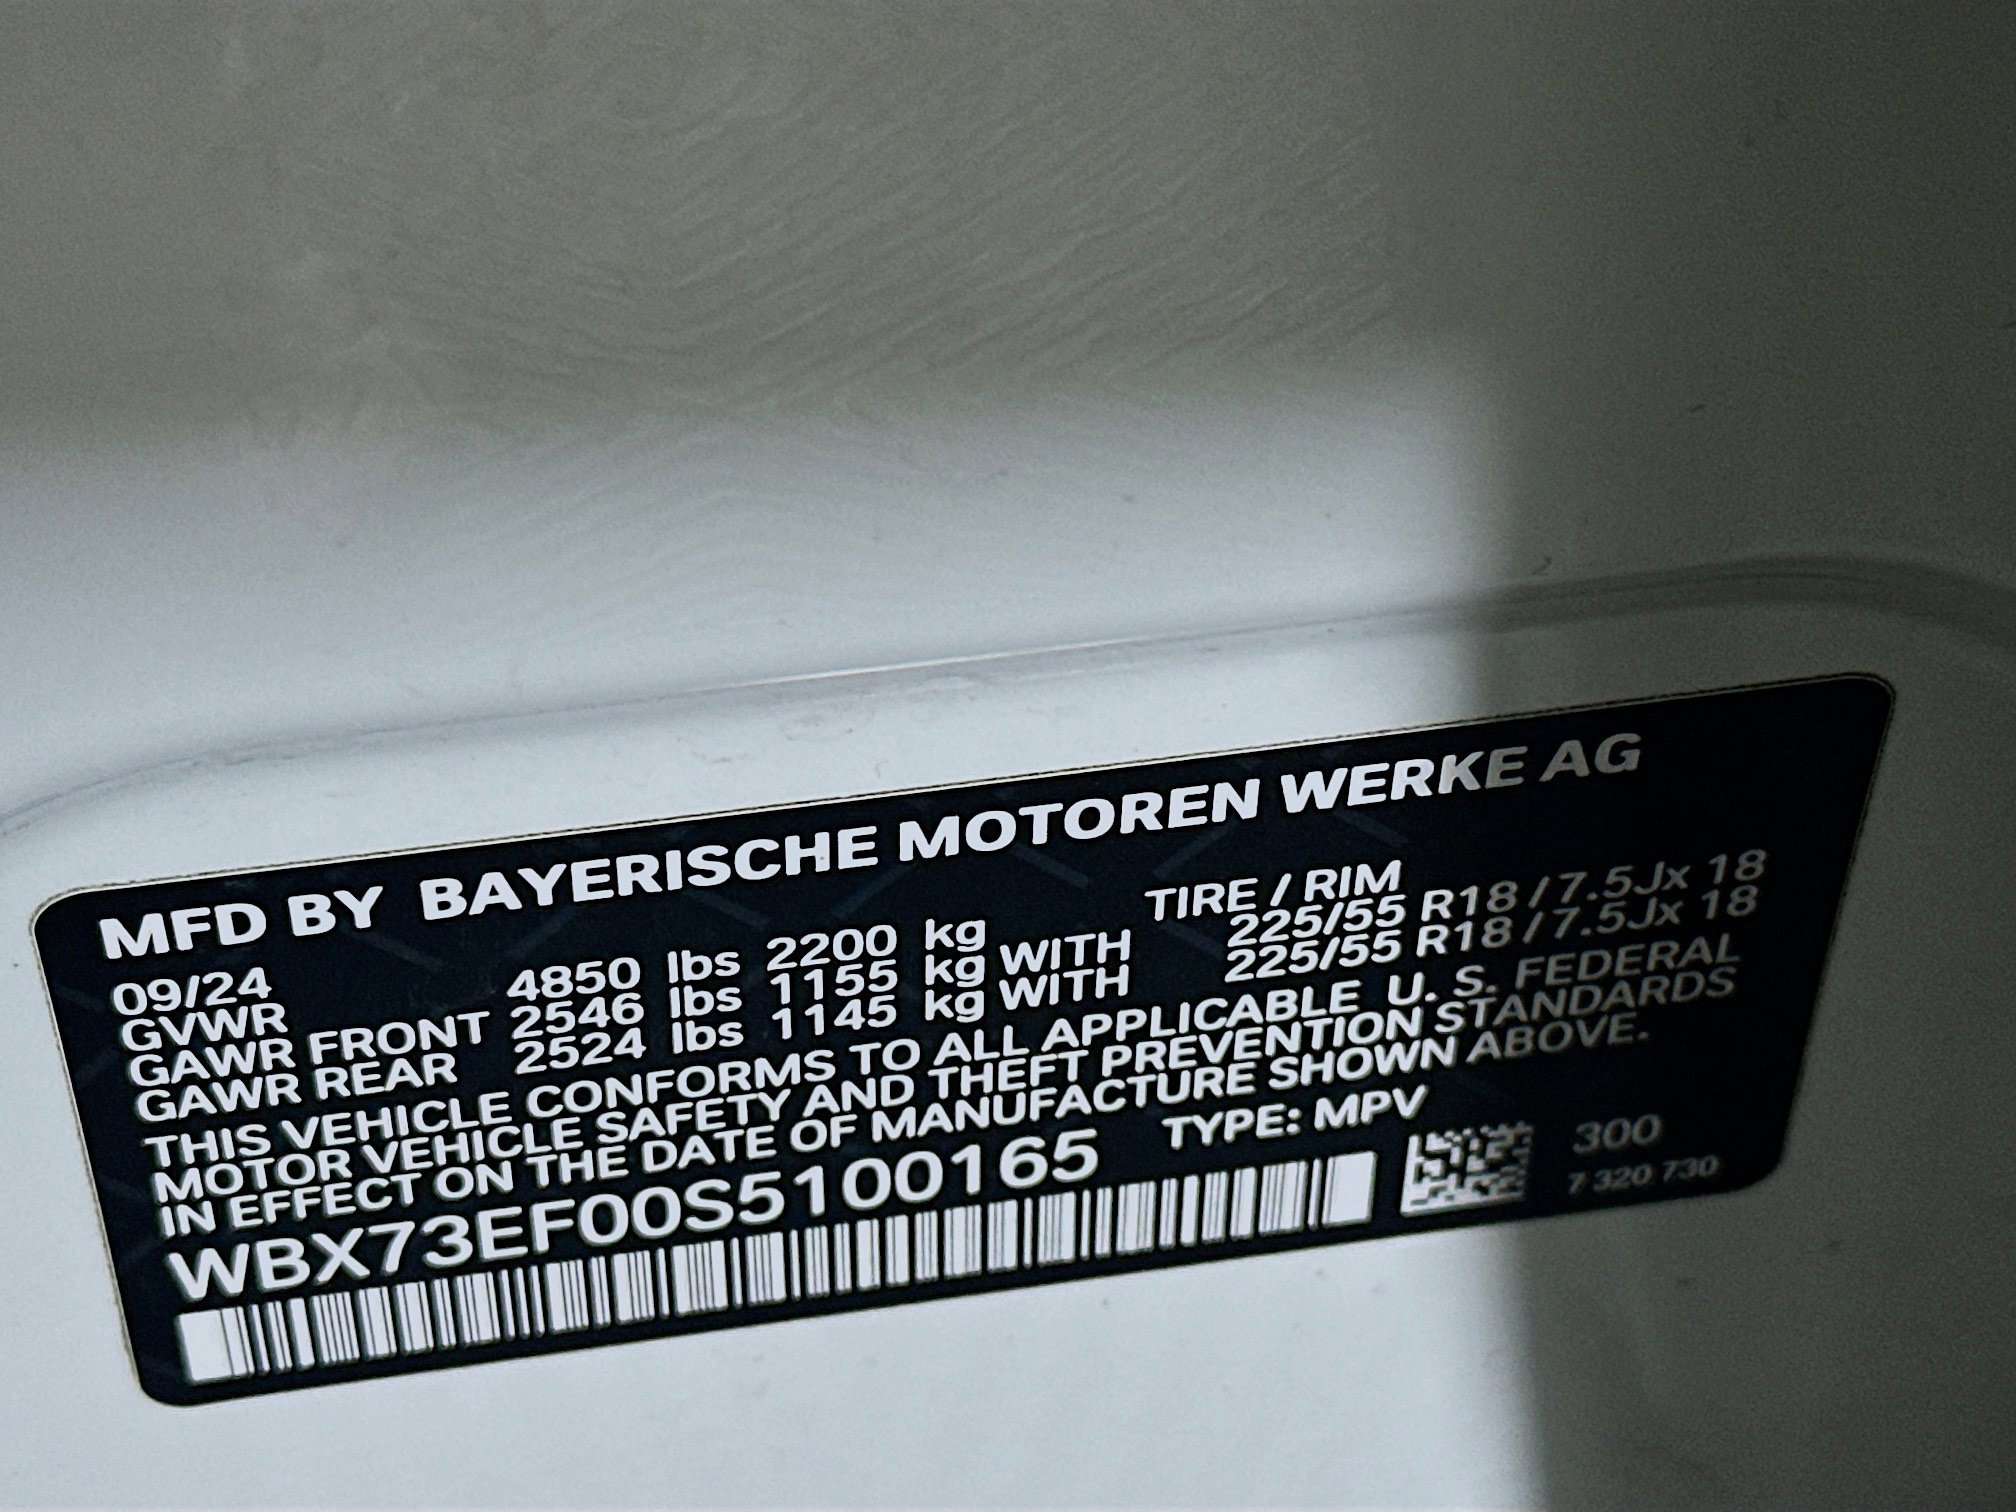 MFD BY BAYERISCHE MOTOREN WERKE AG
09/24 TIRE / RIM
GVWR 4850 lbs 2200 kg
GAWR FRONT 2546 lbs 1155 kg WITH 225/55 R18 / 7.5Jx 18
GAWR REAR 2524 lbs 1145 kg WITH 225/55 R18 / 7.5Jx 18
THIS VEHICLE CONFORMS TO ALL APPLICABLE U. S. FEDERAL
MOTOR VEHICLE SAFETY AND THEFT PREVENTION STANDARDS
IN EFFECT ON THE DATE OF MANUFACTURE SHOWN ABOVE.
WBX73EF00S5100165 TYPE: MPV
300
7 320 730